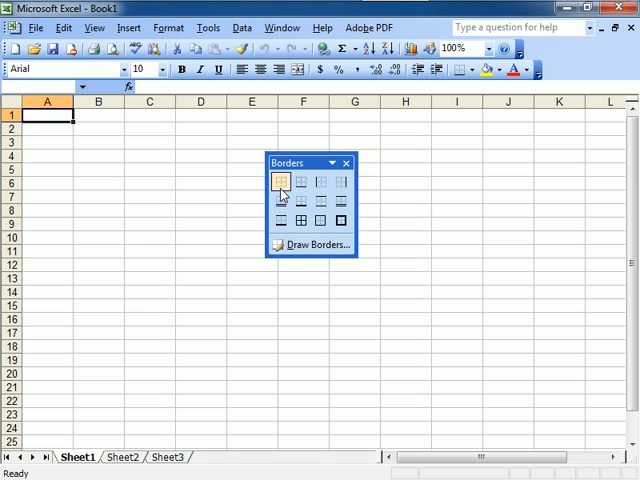 Microsoft Excel - Book1
File Edit View Insert Format Tools Data Window Help Adobe PDF Type a question for help
Σ 100%
Arial 10 B I U $ % , A
fx
A B C D E F G H I J K L
1
2
3
4
Borders
5
6
7
8
9
10
Draw Borders...
11
12
13
14
15
16
17
18
19
20
21
22
23
24
25
Sheet1 Sheet2 Sheet3
Ready